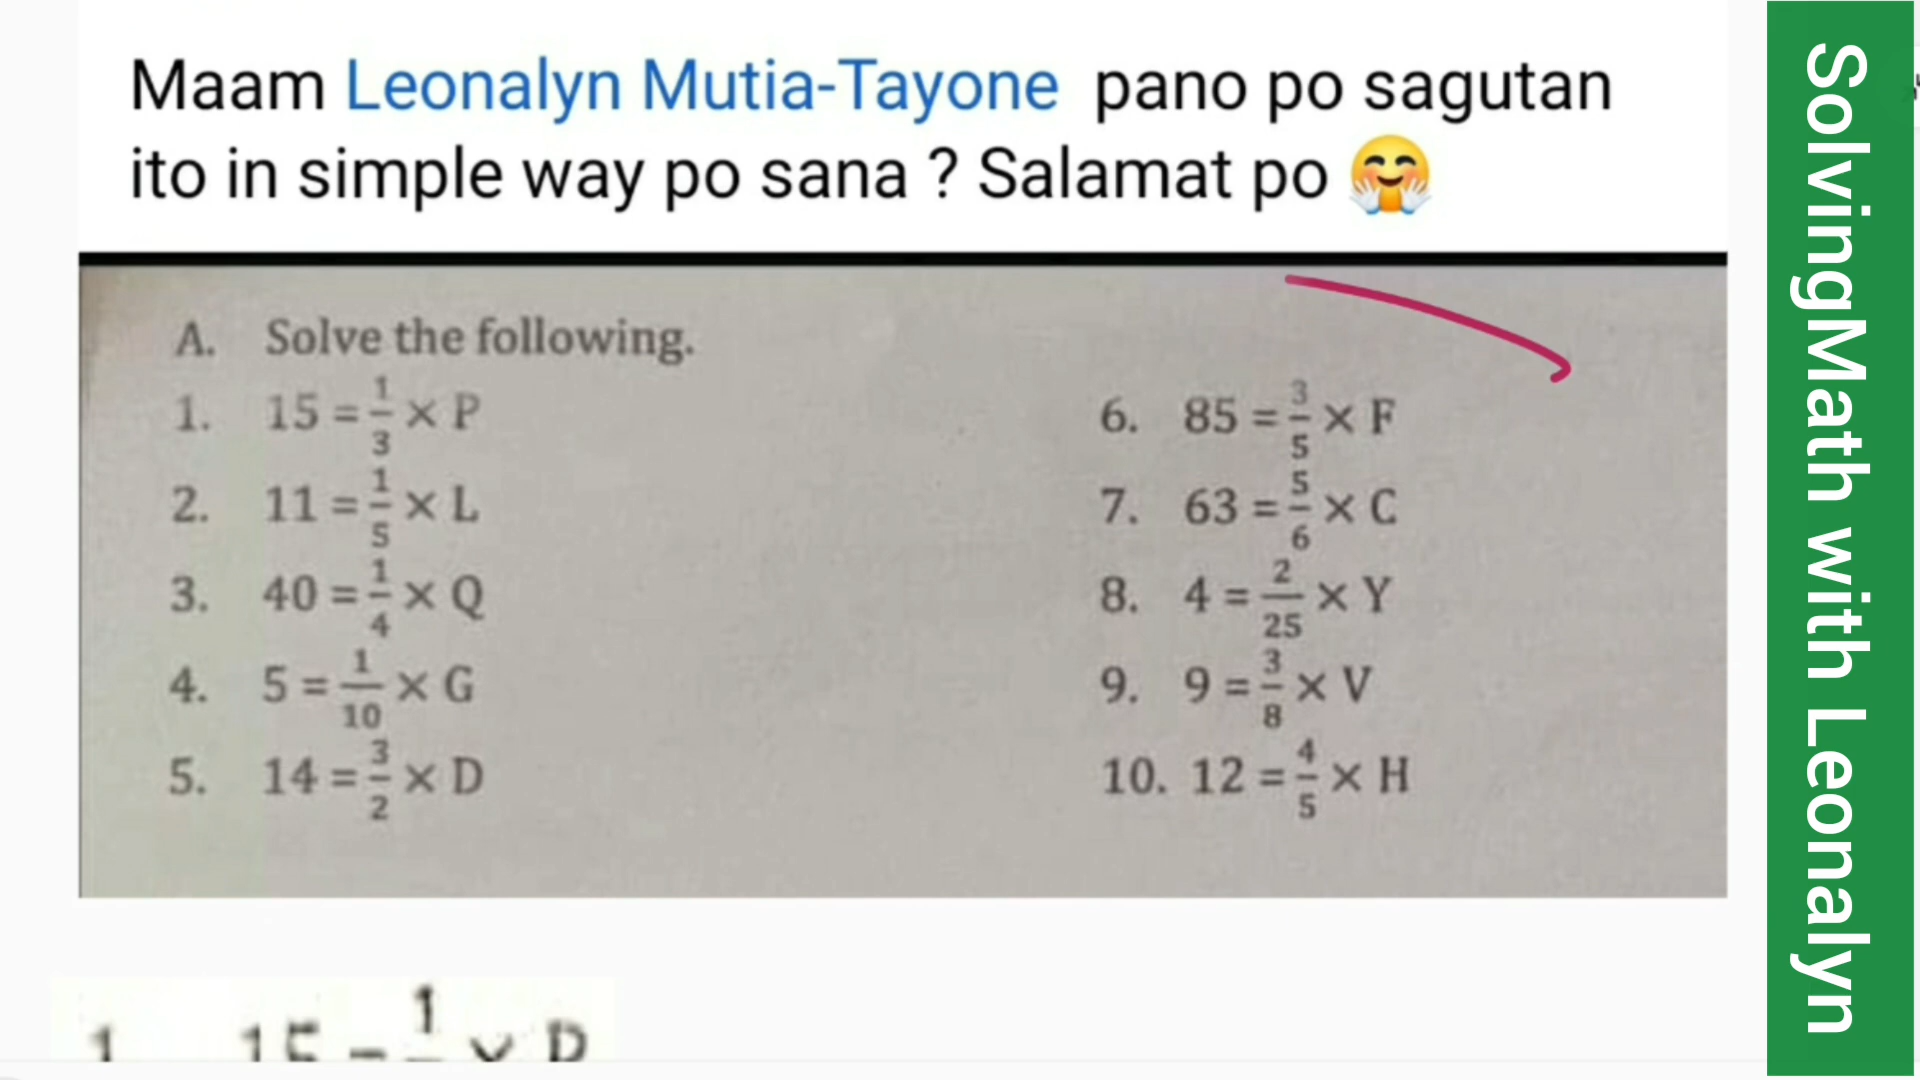 Maam Leonalyn Mutia-Tayone pano po sagutan
ito in simple way po sana ? Salamat po 🤗
A. Solve the following.
1. 15 = 1/3 × P
2. 11 = 1/5 × L
3. 40 = 1/4 × Q
4. 5 = 1/10 × G
5. 14 = 3/2 × D
6. 85 = 3/5 × F
7. 63 = 5/6 × C
8. 4 = 2/25 × Y
9. 9 = 3/8 × V
10. 12 = 4/5 × H
SolvingMath with Leonalyn